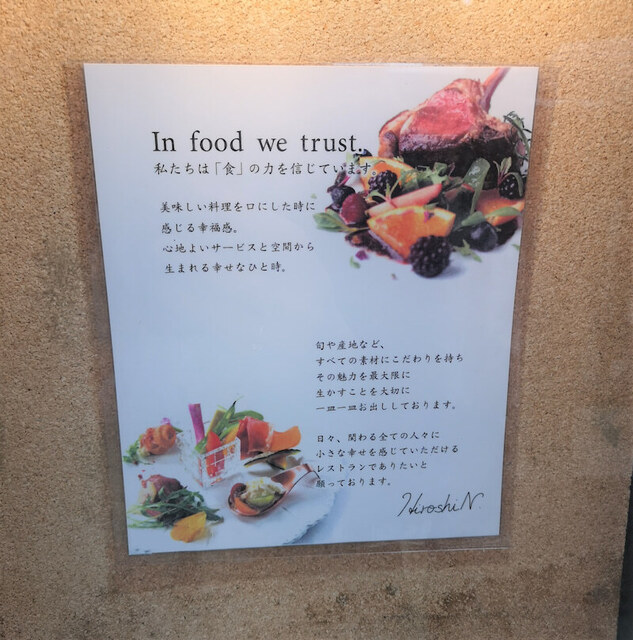 In food we trust.
私たちは「食」の力を信じています。
美味しい料理を口にした時に
感じる幸福感。
心地よいサービスと空間から
生まれる幸せなひと時。
旬や産地など、
すべての素材にこだわりを持ち
その魅力を最大限に
生かすことを大切に
一皿一皿お出ししております。
日々、関わる全ての人々に
小さな幸せを感じていただける
レストランでありたいと
願っております。
Hiroshi N.